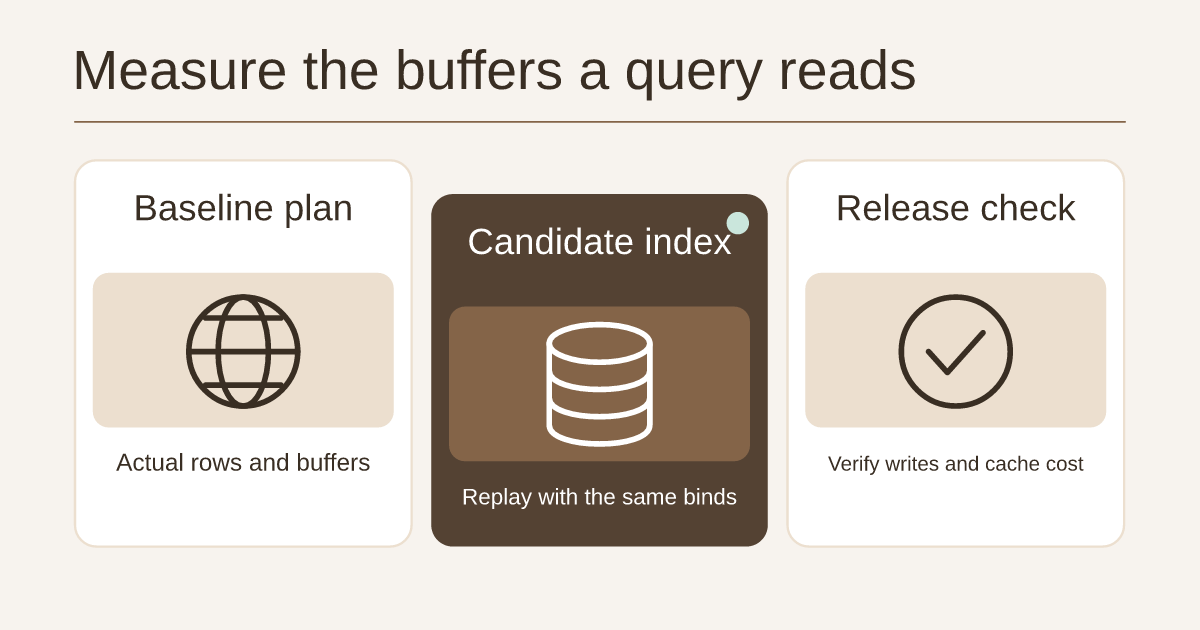 Measure the buffers a query reads
Baseline plan
Actual rows and buffers
Candidate index
Replay with the same binds
Release check
Verify writes and cache cost